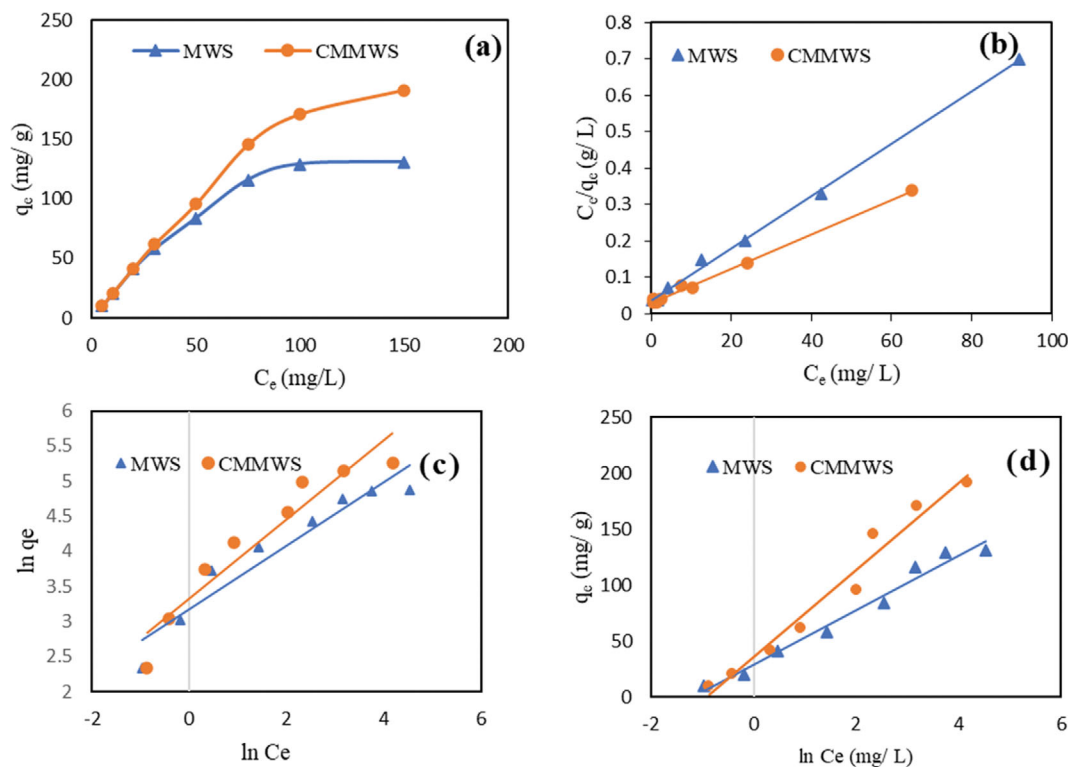 250
200
150
100
50
0
0 50 100 150 200
qe (mg/ g)
Ce (mg/L)
MWS CMMWS (a)
0.8
0.7
0.6
0.5
0.4
0.3
0.2
0.1
0
0 20 40 60 80 100
Ce/qe (g/ L)
Ce (mg/ L)
MWS CMMWS (b)
6
5.5
5
4.5
4
3.5
3
2.5
2
-2 0 2 4 6
ln qe
ln Ce
MWS CMMWS (c)
250
200
150
100
50
0
-2 0 2 4 6
qe (mg/ g)
ln Ce (mg/ L)
MWS CMMWS (d)